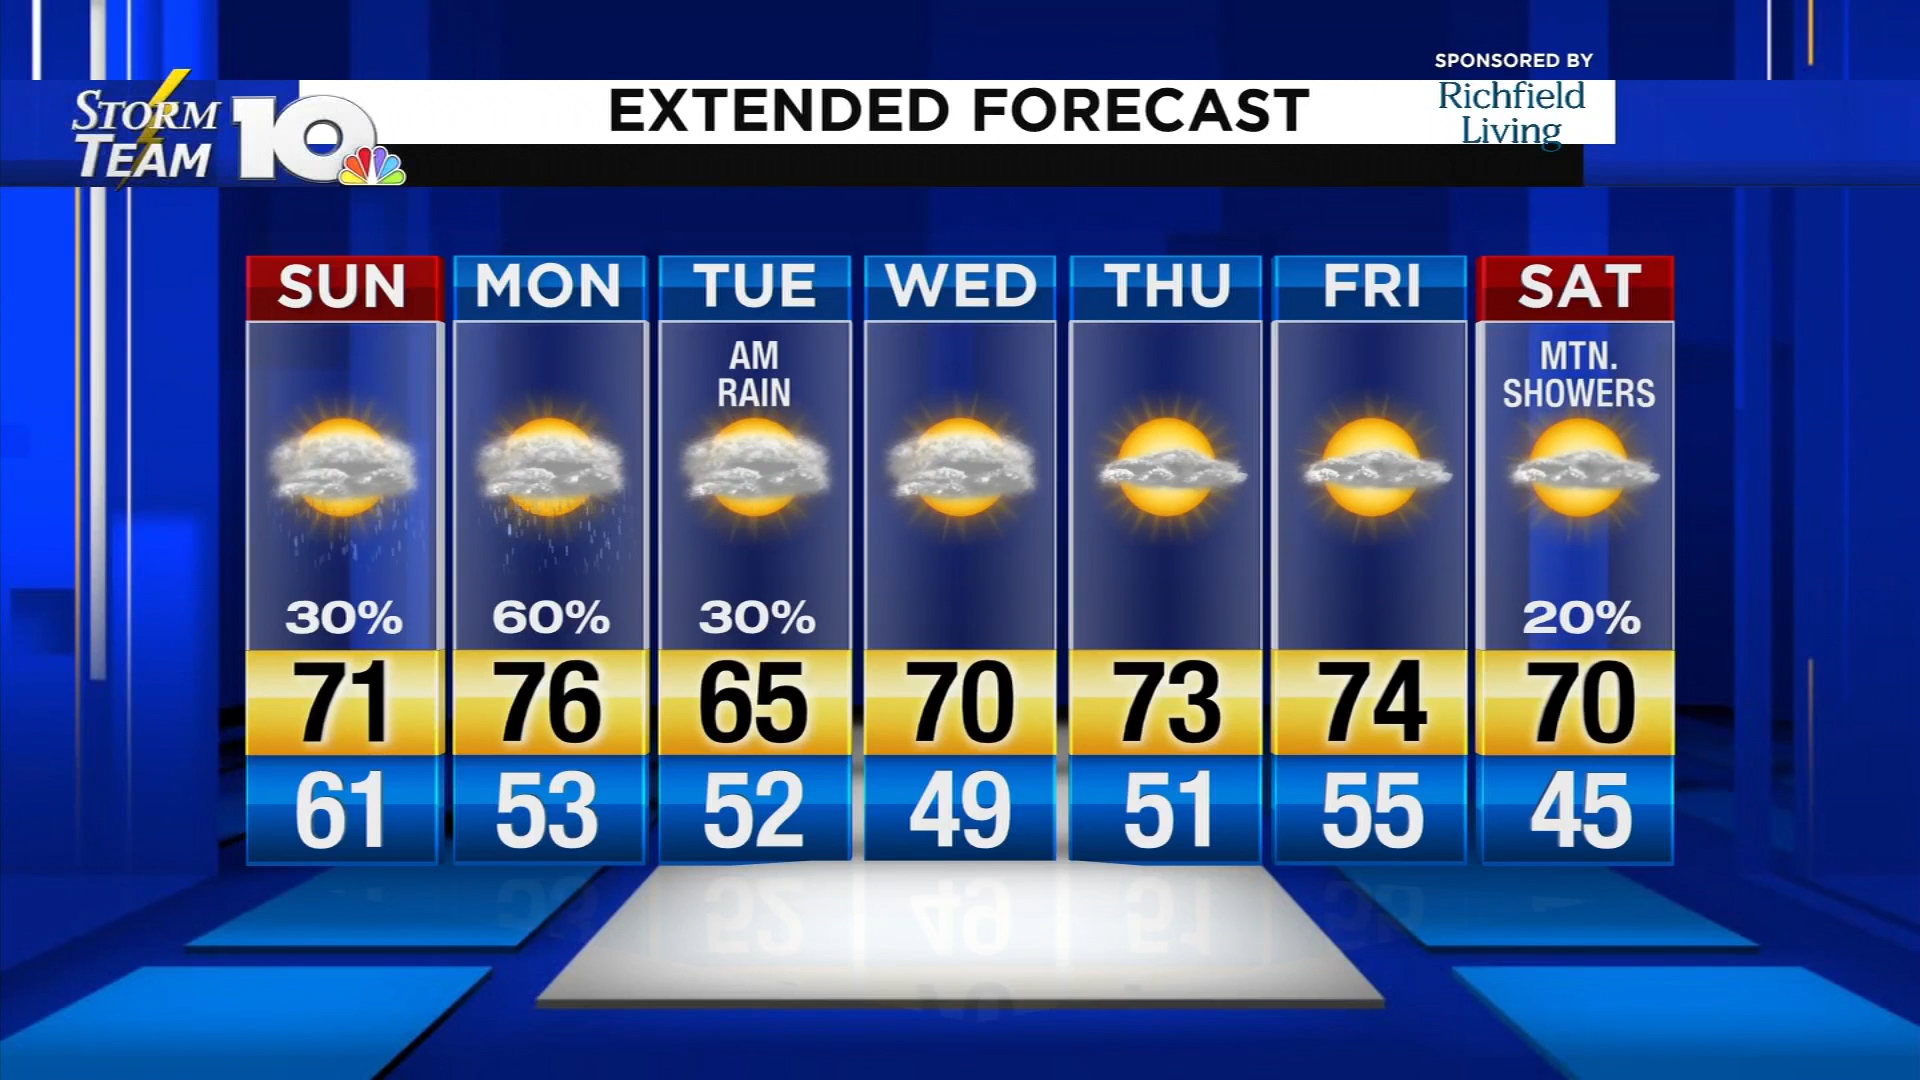 SPONSORED BY
STORM
TEAM
10
EXTENDED FORECAST
Richfield
Living
SUN MON TUE WED THU FRI SAT
AM
RAIN
MTN.
SHOWERS
30% 60% 30% 20%
71 76 65 70 73 74 70
61 53 52 49 51 55 45